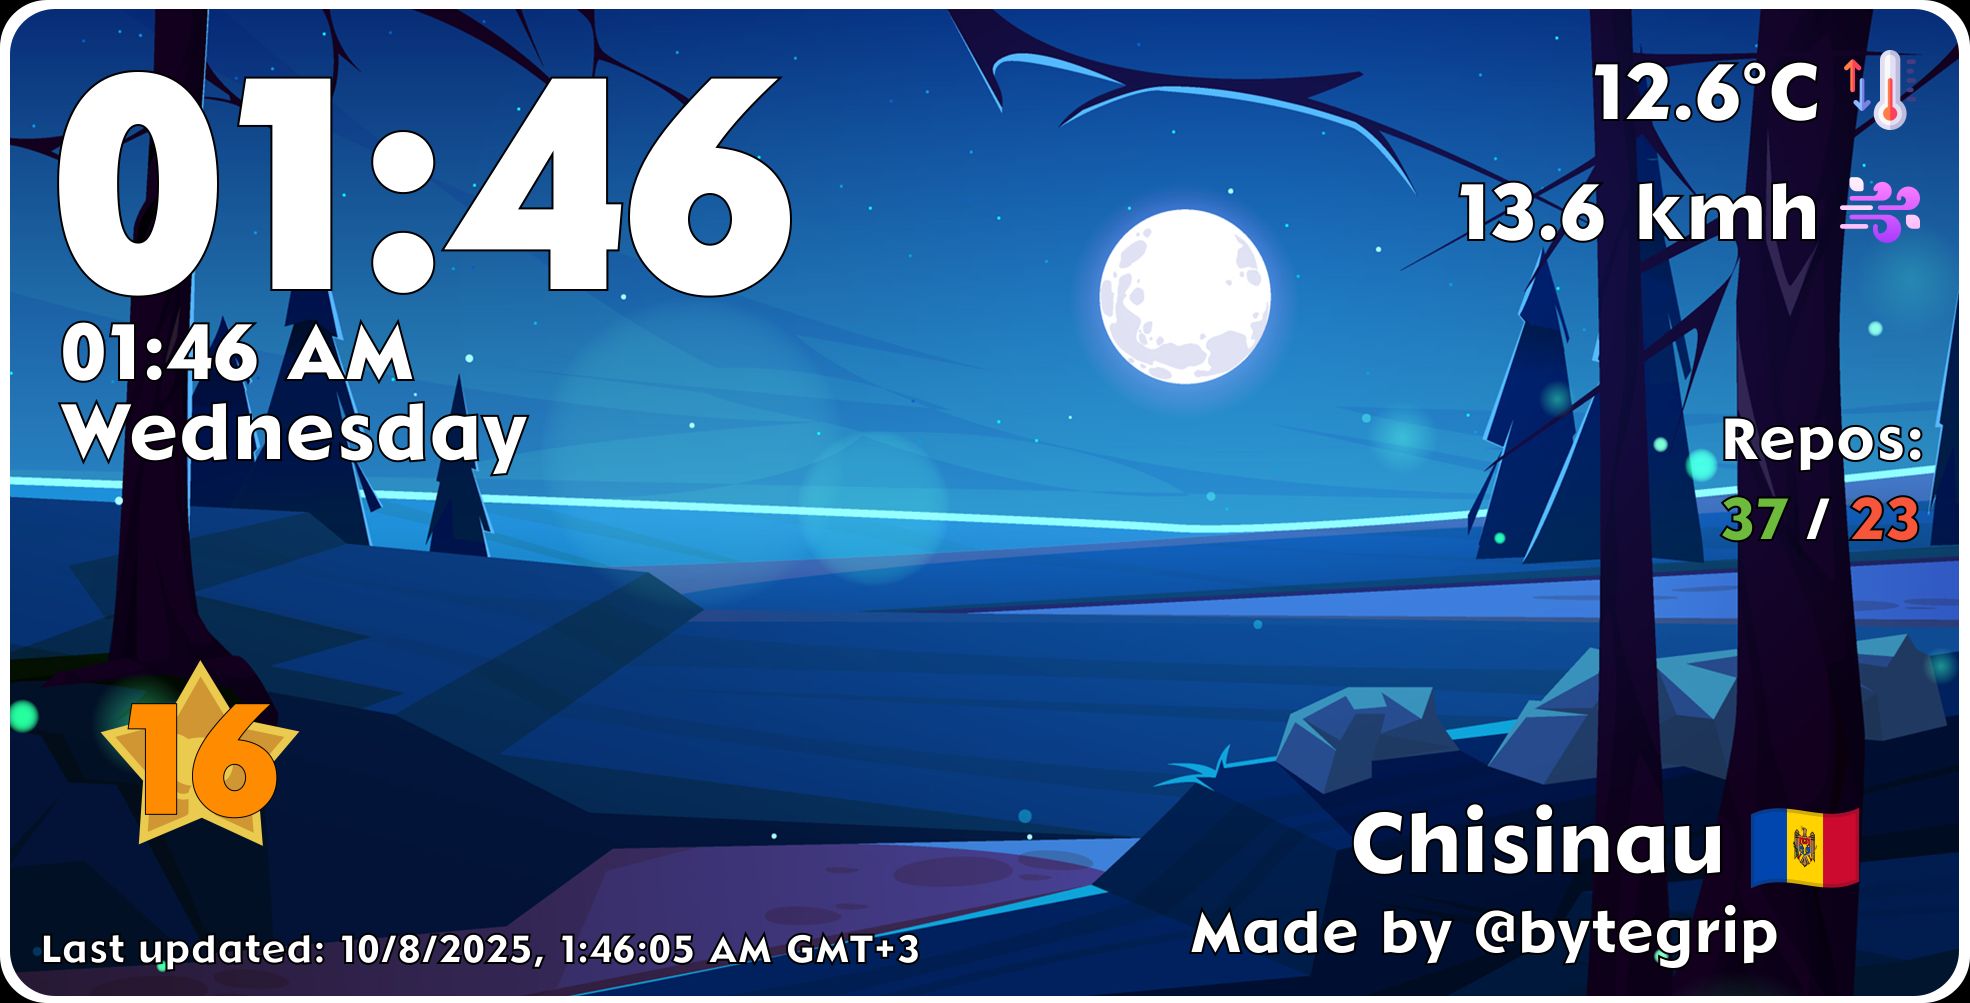 01:46
01:46 AM
Wednesday
12.6°C
13.6 kmh
Repos:
37 / 23
16
Chisinau
Made by @bytegrip
Last updated: 10/8/2025, 1:46:05 AM GMT+3